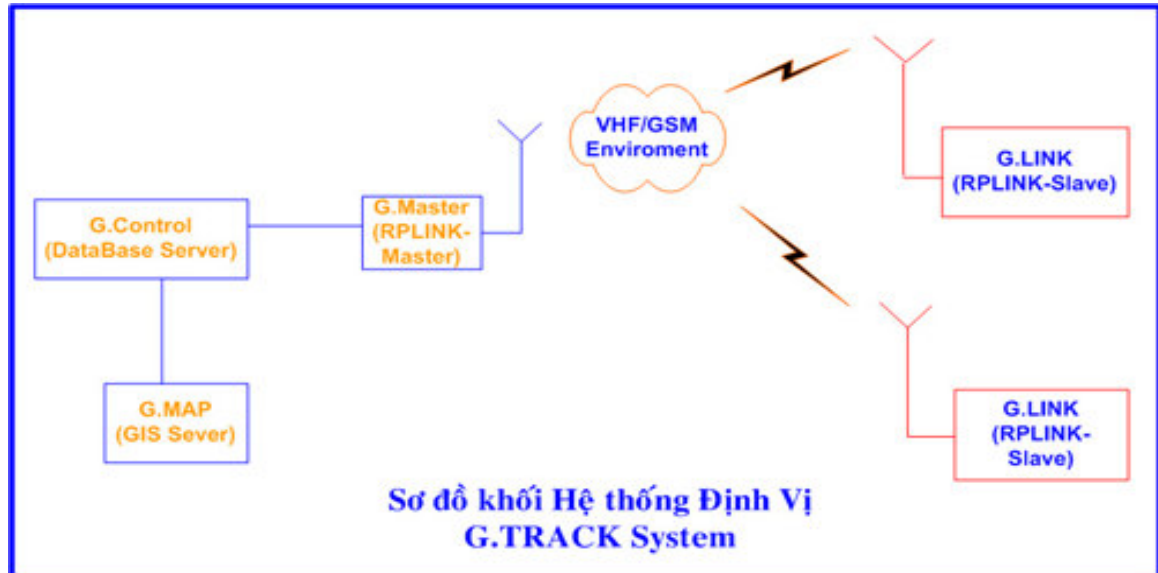 VHF/GSM
Enviroment
G.LINK
(RPLINK-Slave)
G.Control
(DataBase Server)
G.Master
(RPLINK-
Master)
G.MAP
(GIS Sever)
G.LINK
(RPLINK-
Slave)
Sơ đồ khối Hệ thống Định Vị
G.TRACK System